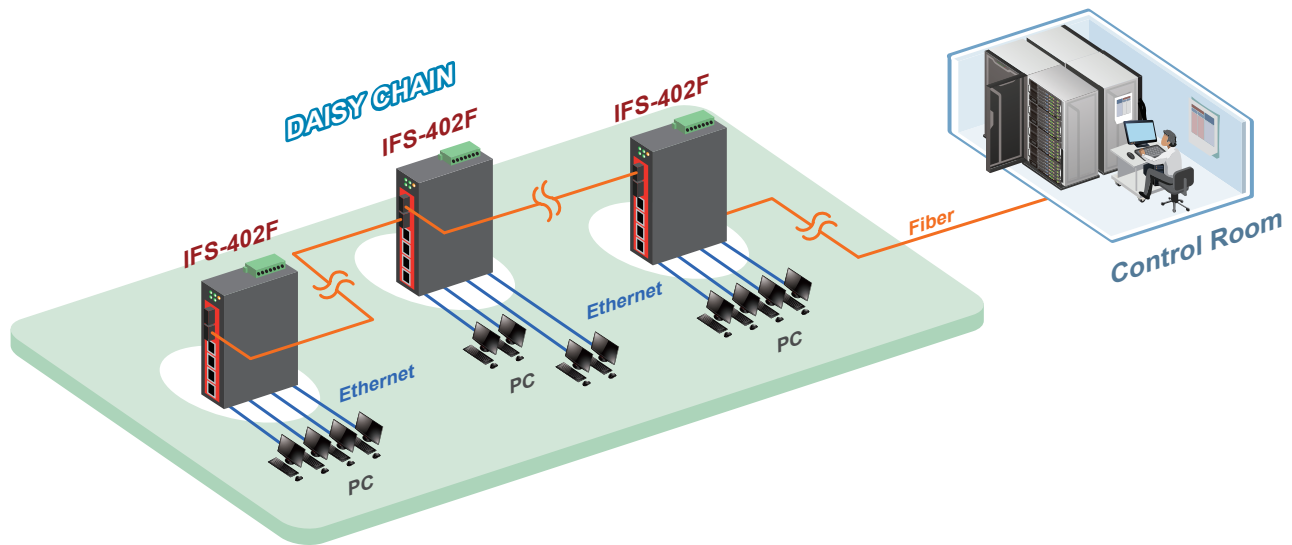 DAISY CHAIN
IFS-402F
IFS-402F
IFS-402F
Fiber
Control Room
Ethernet
Ethernet
PC
PC
PC